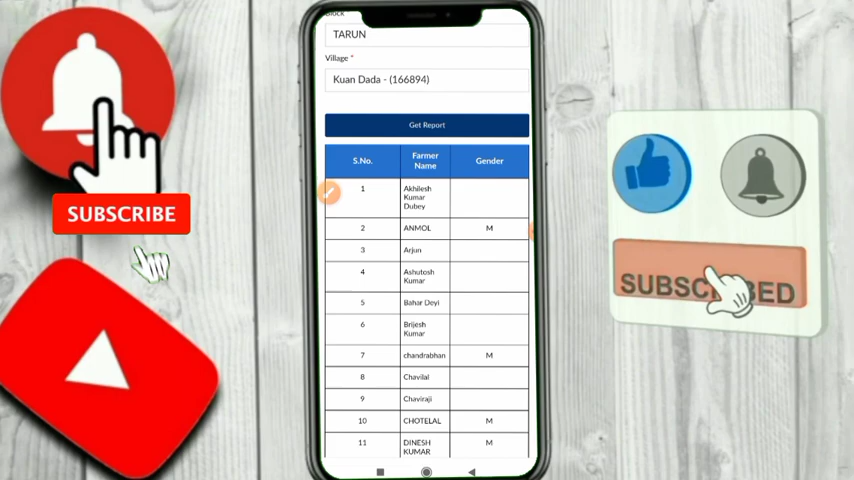 Block
TARUN
Village *
Kuan Dada - (166894)
Get Report
S.No. Farmer Name Gender
1 Akhilesh Kumar Dubey
2 ANMOL M
3 Arjun
4 Ashutosh Kumar
5 Bahar Deyi
6 Brijesh Kumar
7 chandrabhan M
8 Chavilal
9 Chaviraji
10 CHOTELAL M
11 DINESH KUMAR M
SUBSCRIBE
SUBSCRIBED